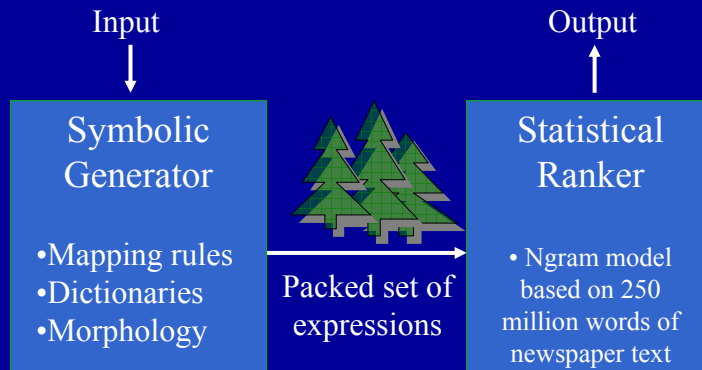 Input
Output
Symbolic
Generator
•Mapping rules
•Dictionaries
•Morphology
Packed set of
expressions
Statistical
Ranker
• Ngram model
based on 250
million words of
newspaper text